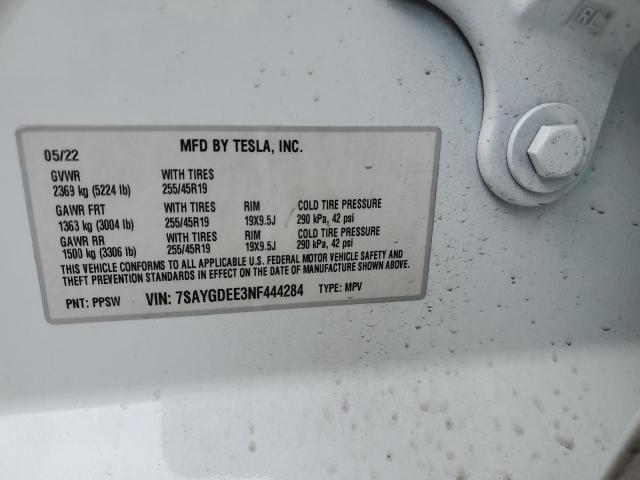 RL
MFD BY TESLA, INC.
05/22
GVWR WITH TIRES
2369 kg (5224 lb) 255/45R19
GAWR FRT WITH TIRES RIM COLD TIRE PRESSURE
1363 kg (3004 lb) 255/45R19 19X9.5J 290 kPa, 42 psi
GAWR RR WITH TIRES RIM COLD TIRE PRESSURE
1500 kg (3306 lb) 255/45R19 19X9.5J 290 kPa, 42 psi
THIS VEHICLE CONFORMS TO ALL APPLICABLE U.S. FEDERAL MOTOR VEHICLE SAFETY AND
THEFT PREVENTION STANDARDS IN EFFECT ON THE DATE OF MANUFACTURE SHOWN ABOVE.
PNT: PPSW VIN: 7SAYGDEE3NF444284 TYPE: MPV